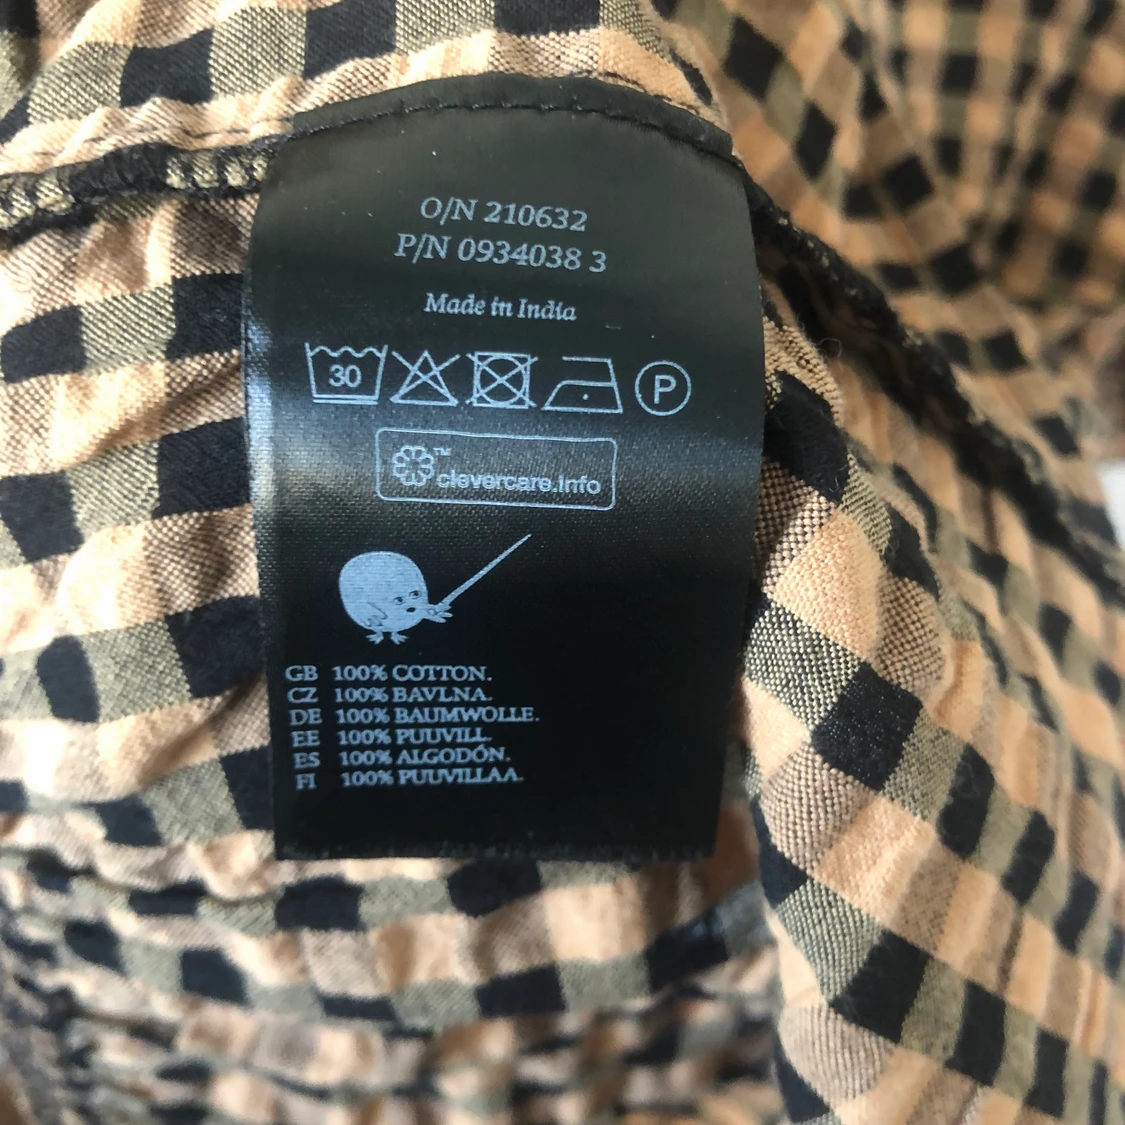 O/N 210632
P/N 0934038 3
Made in India
30 P
™ clevercare.info
GB 100% COTTON.
CZ 100% BAVLNA.
DE 100% BAUMWOLLE.
EE 100% PUUVILL.
ES 100% ALGODÓN.
FI 100% PUUVILLAA.